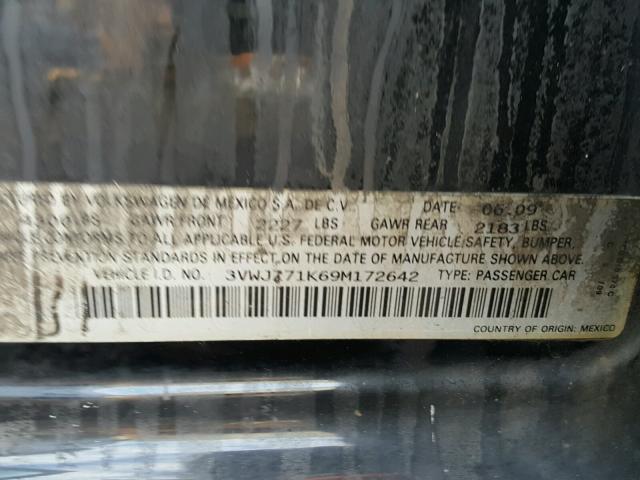 BY VOLKSWAGEN DE MEXICO S.A. DE C.V. DATE: 06.09
LBS GAWR FRONT 2227 LBS GAWR REAR 2183 LBS
CONFORMS TO ALL APPLICABLE U.S. FEDERAL MOTOR VEHICLE SAFETY, BUMPER,
PREVENTION STANDARDS IN EFFECT ON THE DATE OF MANUFACTURE SHOWN ABOVE.
VEHICLE I.D. NO. 3VWJZ71K69M172642 TYPE: PASSENGER CAR
COUNTRY OF ORIGIN: MEXICO